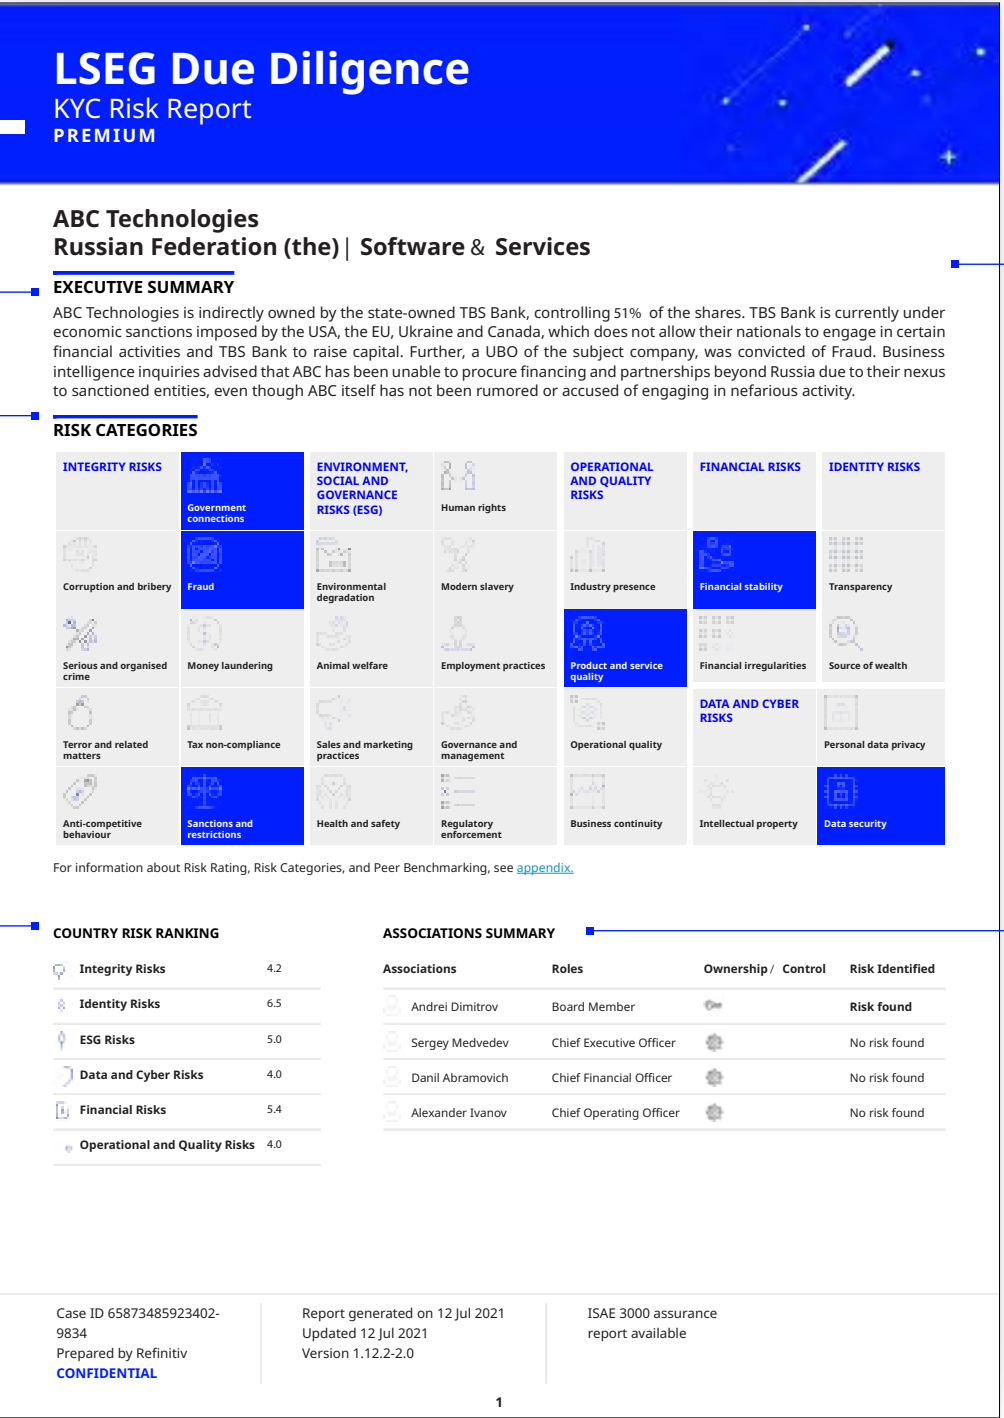 LSEG Due Diligence
KYC Risk Report
PREMIUM
ABC Technologies
Russian Federation (the)| Software & Services
EXECUTIVE SUMMARY
ABC Technologies is indirectly owned by the state-owned TBS Bank, controlling 51% of the shares. TBS Bank is currently under
economic sanctions imposed by the USA, the EU, Ukraine and Canada, which does not allow their nationals to engage in certain
financial activities and TBS Bank to raise capital. Further, a UBO of the subject company, was convicted of Fraud. Business
intelligence inquiries advised that ABC has been unable to procure financing and partnerships beyond Russia due to their nexus
to sanctioned entities, even though ABC itself has not been rumored or accused of engaging in nefarious activity.
RISK CATEGORIES
INTEGRITY RISKS
Government
connections
ENVIRONMENT,
SOCIAL AND
GOVERNANCE
RISKS (ESG)
Human rights
OPERATIONAL
AND QUALITY
RISKS
FINANCIAL RISKS
IDENTITY RISKS
Corruption and bribery
Fraud
Environmental
degradation
Modern slavery
Industry presence
Financial stability
Transparency
Serious and organised
crime
Money laundering
Animal welfare
Employment practices
Product and service
quality
Financial irregularities
Source of wealth
Terror and related
matters
Tax non-compliance
Sales and marketing
practices
Governance and
management
Operational quality
DATA AND CYBER
RISKS
Personal data privacy
Anti-competitive
behaviour
Sanctions and
restrictions
Health and safety
Regulatory
enforcement
Business continuity
Intellectual property
Data security
For information about Risk Rating, Risk Categories, and Peer Benchmarking, see appendix.
COUNTRY RISK RANKING
Integrity Risks 4.2
Identity Risks 6.5
ESG Risks 5.0
Data and Cyber Risks 4.0
Financial Risks 5.4
Operational and Quality Risks 4.0
ASSOCIATIONS SUMMARY
Associations Roles Ownership / Control Risk Identified
Andrei Dimitrov Board Member Risk found
Sergey Medvedev Chief Executive Officer No risk found
Danil Abramovich Chief Financial Officer No risk found
Alexander Ivanov Chief Operating Officer No risk found
Case ID 65873485923402-
9834
Prepared by Refinitiv
CONFIDENTIAL
Report generated on 12 Jul 2021
Updated 12 Jul 2021
Version 1.12.2-2.0
ISAE 3000 assurance
report available
1